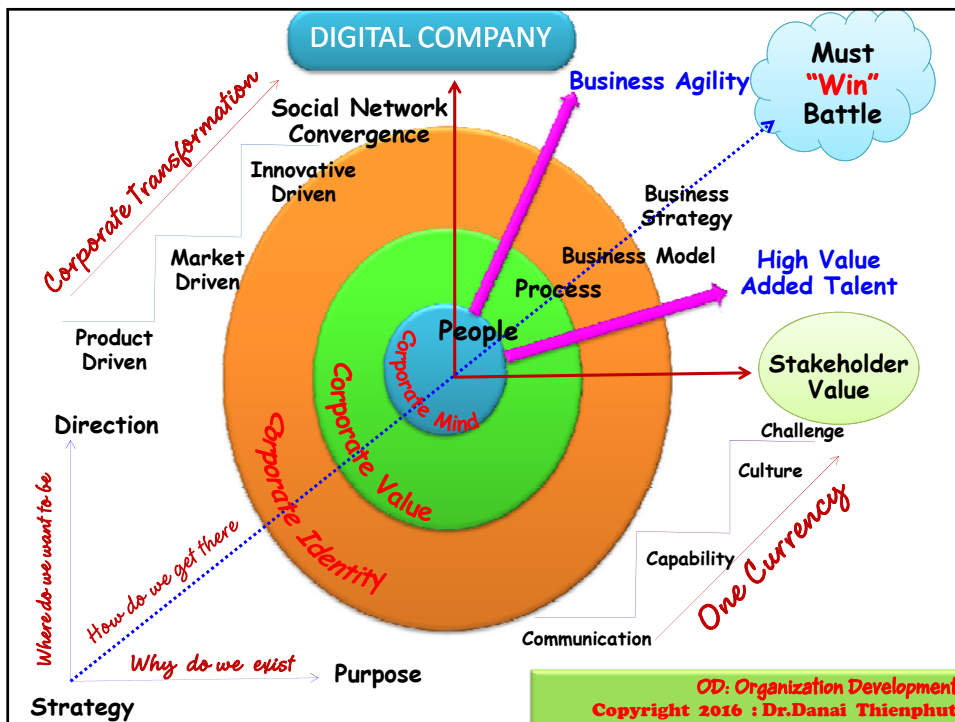 DIGITAL COMPANY
Must
“Win”
Battle
Business Agility
Corporate Transformation
Social Network
Convergence
Innovative
Driven
Market
Driven
Product
Driven
Business
Strategy
Business Model
Process
People
High Value
Added Talent
Stakeholder
Value
Corporate Mind
Corporate Value
Corporate Identity
Direction
Where do we want to be
How do we get there
Why do we exist
Purpose
Strategy
Challenge
Culture
Capability
Communication
One Currency
OD: Organization Development
Copyright 2016 : Dr.Danai Thienphut